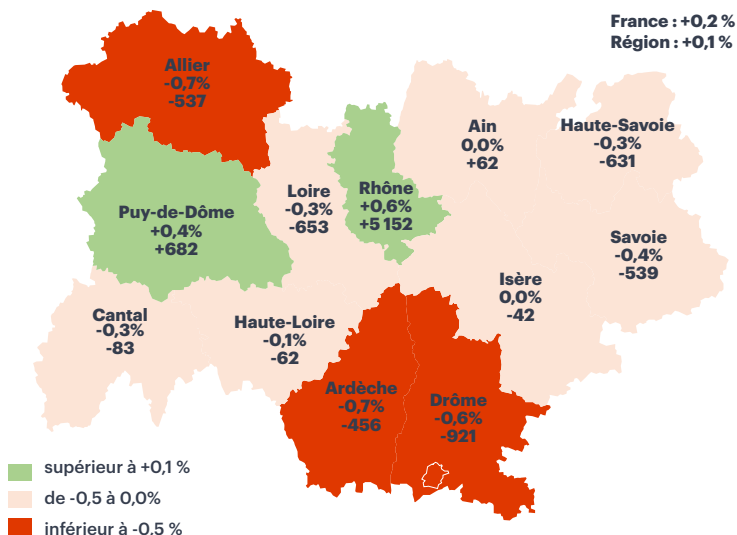 France : +0,2 %
Région : +0,1 %
Allier
-0,7%
-537
Ain
0,0%
+62
Haute-Savoie
-0,3%
-631
Loire
-0,3%
-653
Rhône
+0,6%
+5 152
Puy-de-Dôme
+0,4%
+682
Savoie
-0,4%
-539
Isère
0,0%
-42
Cantal
-0,3%
-83
Haute-Loire
-0,1%
-62
Ardèche
-0,7%
-456
Drôme
-0,6%
-921
supérieur à +0,1 %
de -0,5 à 0,0%
inférieur à -0,5 %